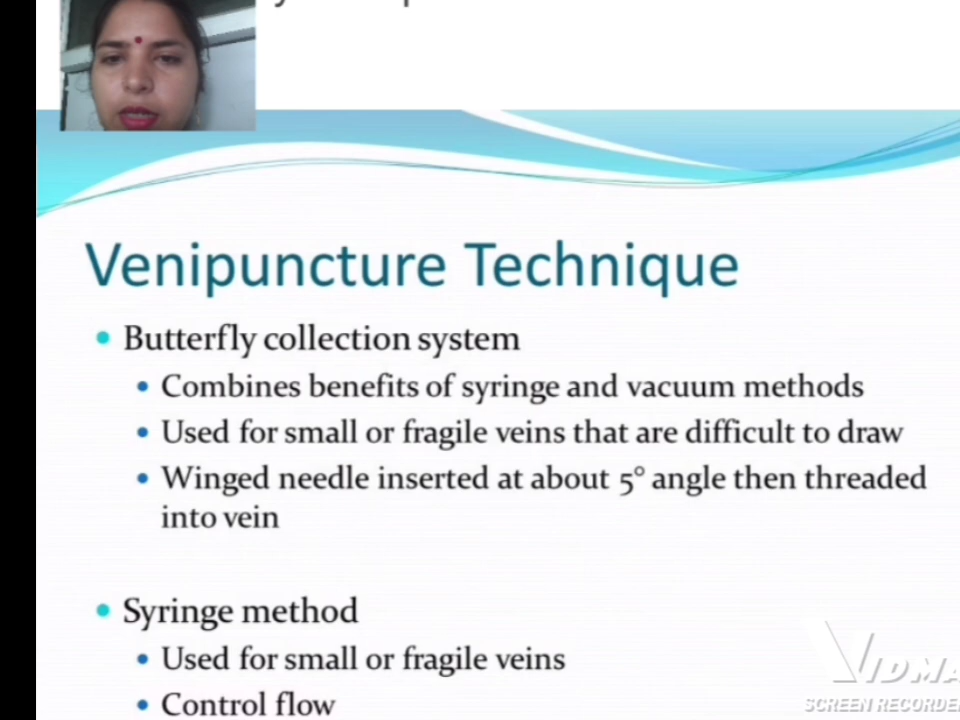 Venipuncture Technique
Butterfly collection system
Combines benefits of syringe and vacuum methods
Used for small or fragile veins that are difficult to draw
Winged needle inserted at about 5° angle then threaded
into vein
Syringe method
Used for small or fragile veins
Control flow
VIDMA
SCREEN RECORDE